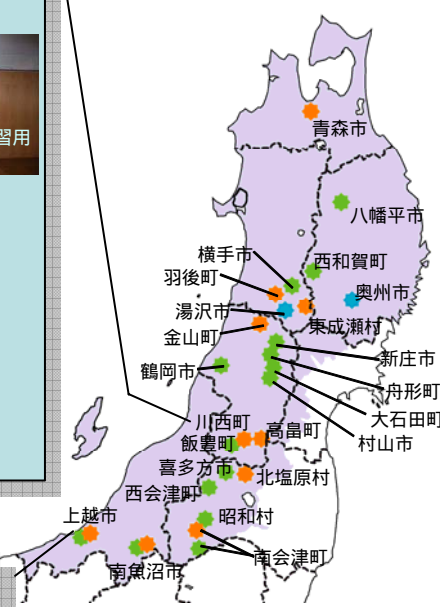 習用
青森市
八幡平市
横手市
西和賀町
羽後町
奥州市
湯沢市
東成瀬村
金山町
新庄市
鶴岡市
舟形町
大石田町
川西町
高畠町
飯豊町
村山市
喜多方市
北塩原村
西会津町
上越市
昭和村
南会津町
南魚沼市